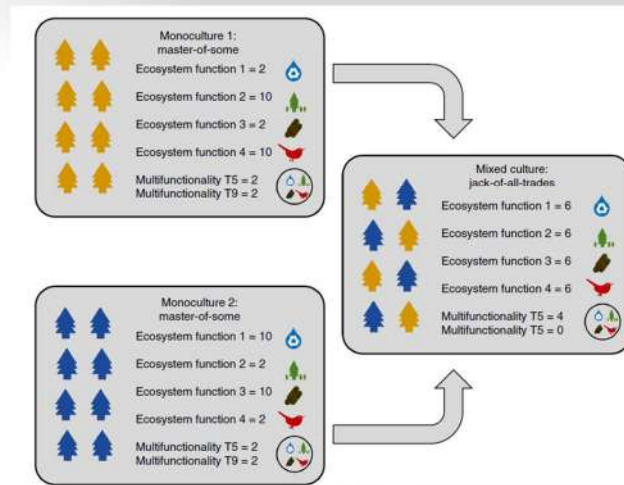 Monoculture 1:
master-of-some
Ecosystem function 1 = 2
Ecosystem function 2 = 10
Ecosystem function 3 = 2
Ecosystem function 4 = 10
Multifunctionality T5 = 2
Multifunctionality T9 = 2
Mixed culture:
jack-of-all-trades
Ecosystem function 1 = 6
Ecosystem function 2 = 6
Ecosystem function 3 = 6
Ecosystem function 4 = 6
Multifunctionality T5 = 4
Multifunctionality T5 = 0
Monoculture 2:
master-of-some
Ecosystem function 1 = 10
Ecosystem function 2 = 2
Ecosystem function 3 = 10
Ecosystem function 4 = 2
Multifunctionality T5 = 2
Multifunctionality T9 = 2